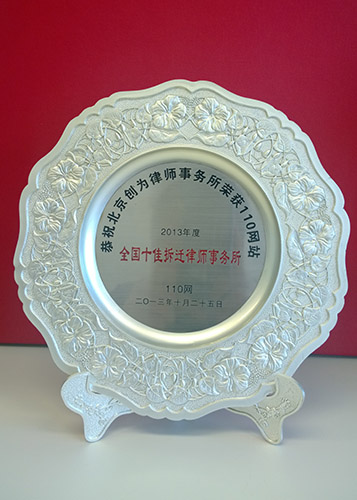 恭祝北京创为律师事务所荣获110网站
2013年度
全国十佳拆迁律师事务所
110网
二〇一三年十月二十五日